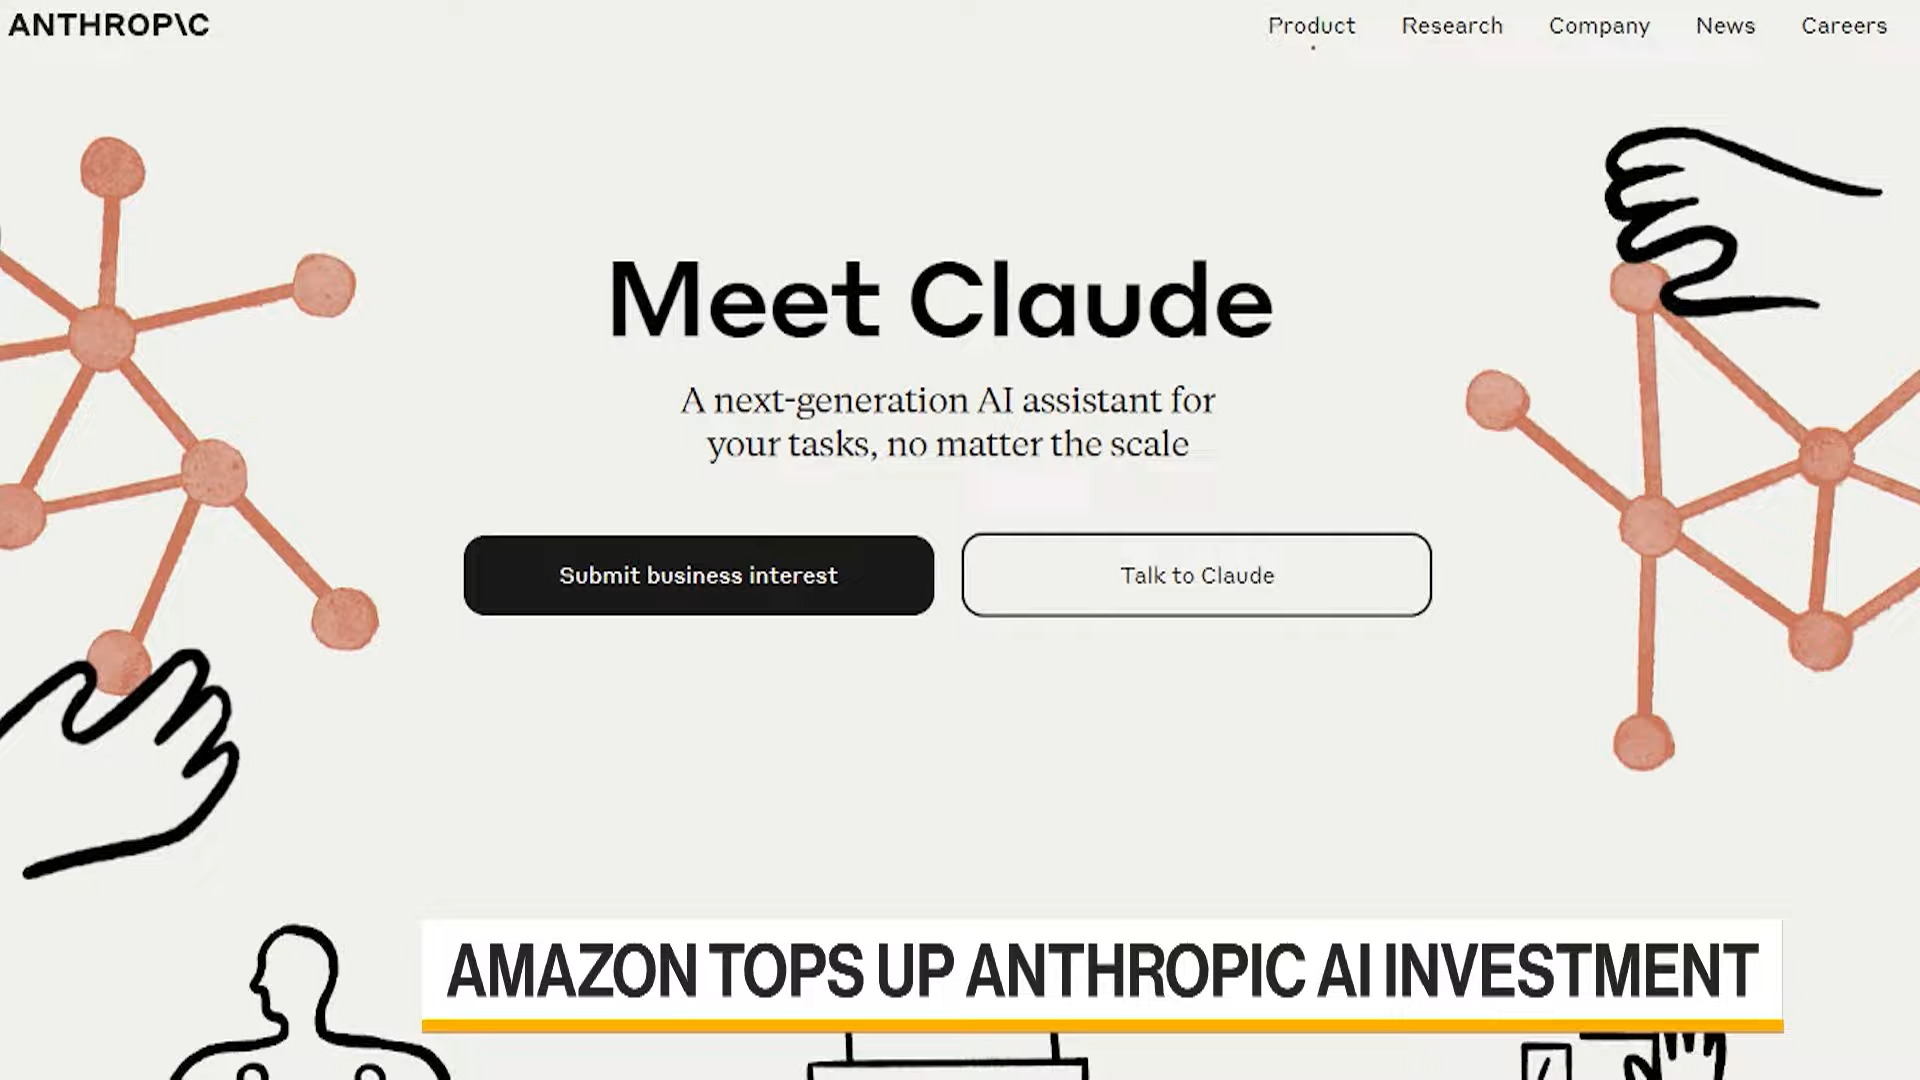 ANTHROP\C
Product Research Company News Careers
Meet Claude
A next-generation AI assistant for
your tasks, no matter the scale
Submit business interest
Talk to Claude
AMAZON TOPS UP ANTHROPIC AI INVESTMENT